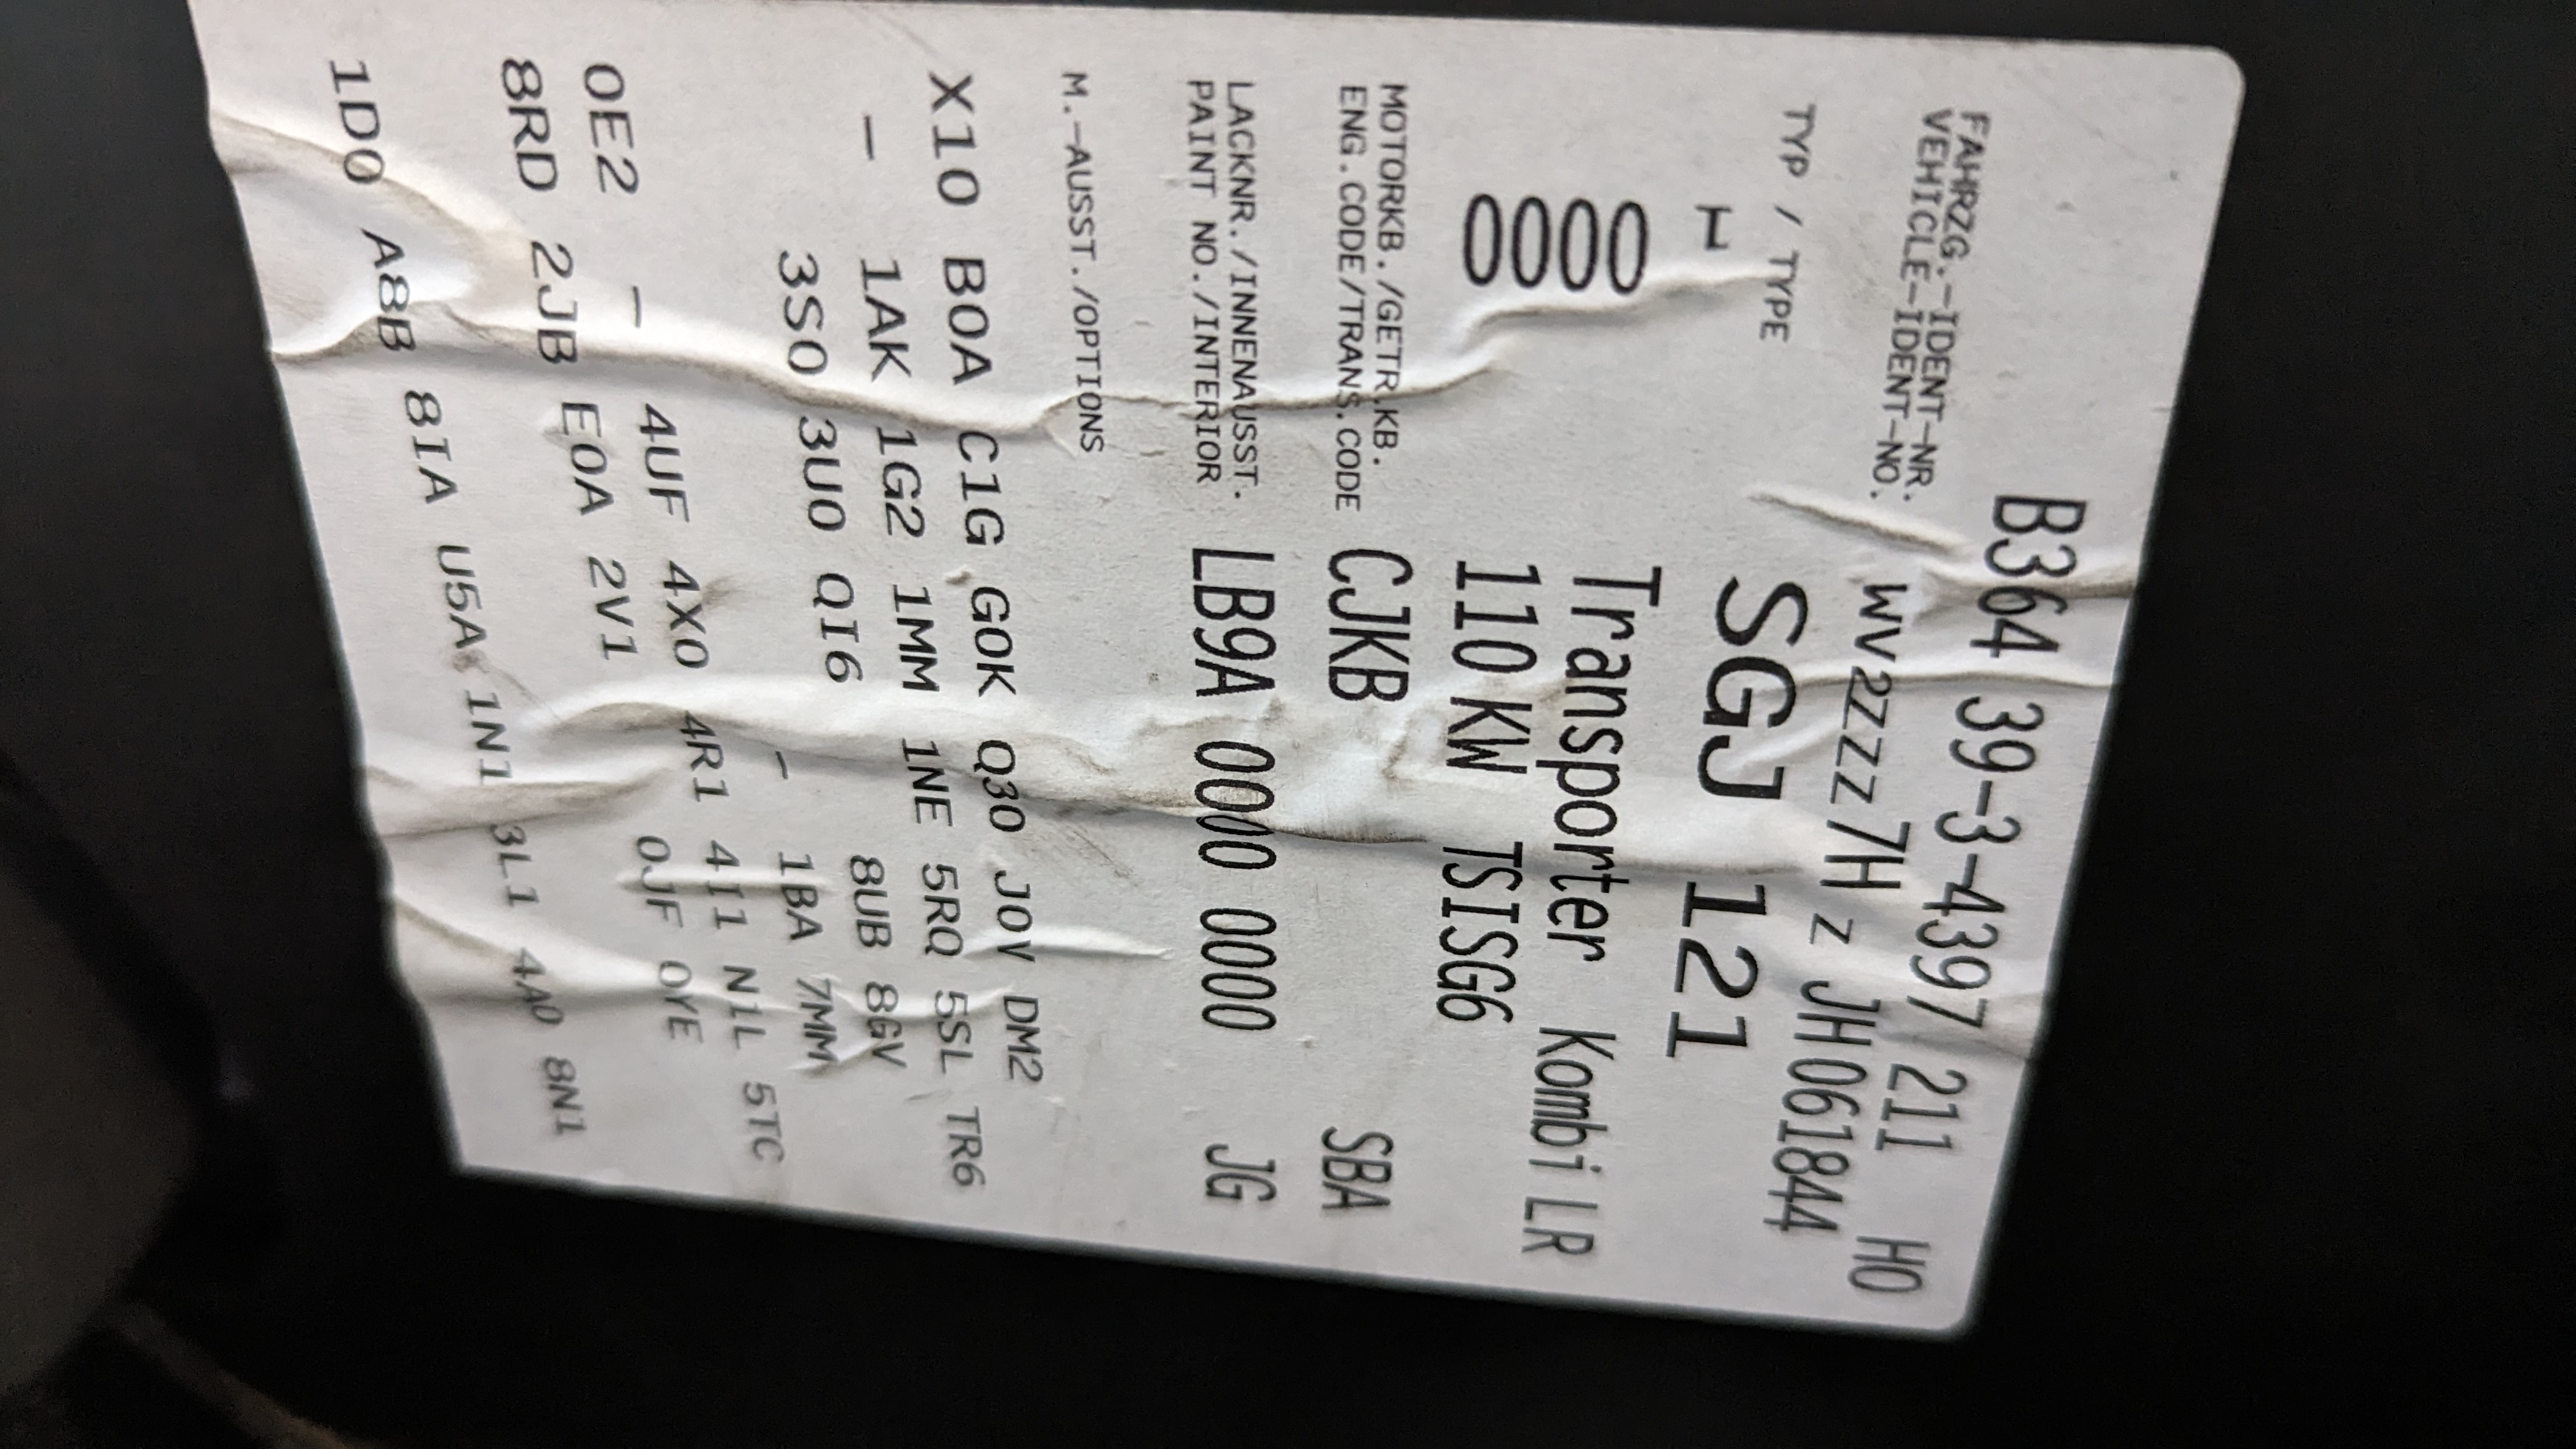 B364 39-3-4397 211 HO
FAHRZG.-IDENT-NR.
VEHICLE-IDENT-NO.
WV2ZZZ7HZJH061844
TYP / TYPE
SGJ 121
Transporter Kombi LR
0000
110 KW TSISG6
MOTORKB./GETR.KB.
ENG.CODE/TRANS.CODE
CJKB SBA
LACKNR./INNENAUSST.
PAINT NO./INTERIOR
LB9A 0000 0000 JG
M.-AUSST./OPTIONS
X10 B0A C1G G0K Q30 J0V DM2
- 1AK 1G2 1MM 1NE 5RQ 5SL TR6
3S0 3U0 QI6 - 8UB 8GV
1BA 7MM
0E2 - 4UF 4X0 4R1 4I1 N1L 5TC
8RD 2JB E0A 2V1 0JF 0YE
1D0 A8B 8IA U5A 1N1 3L1 4A0 8N1